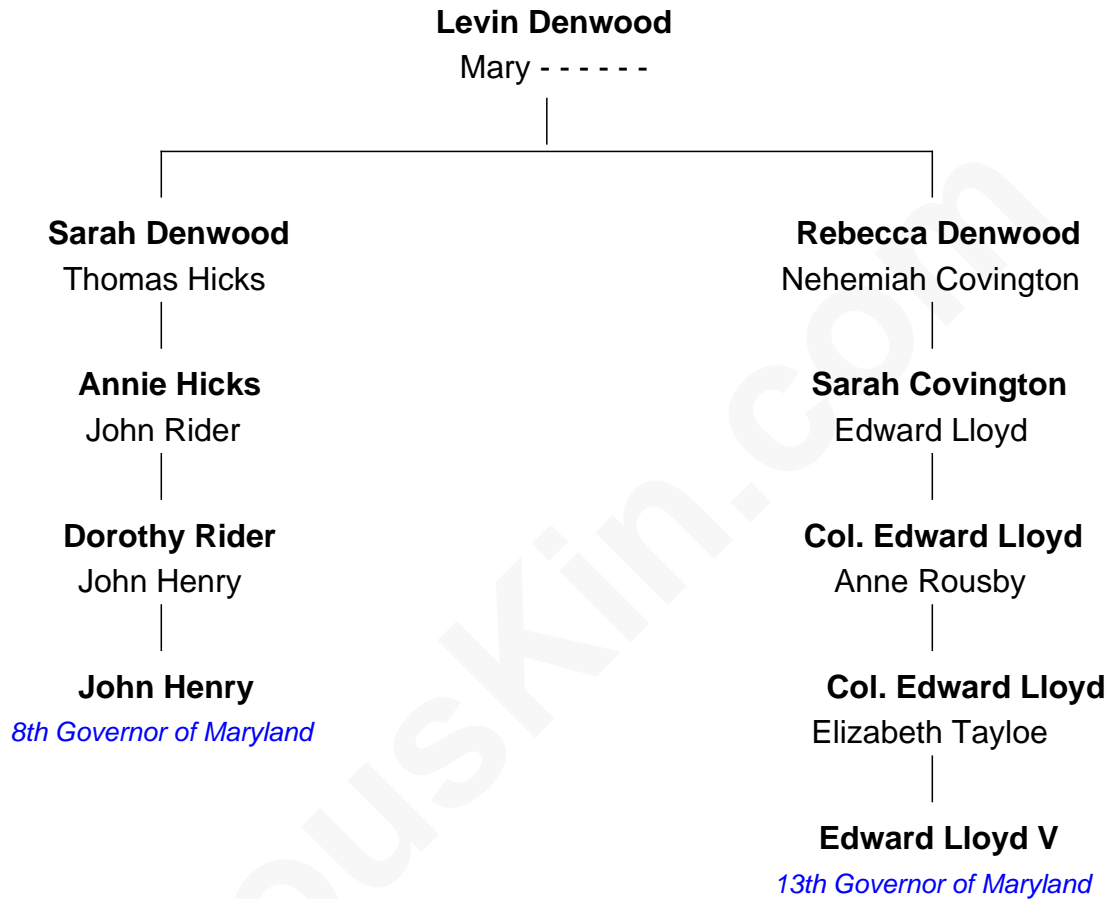 Levin Denwood
Mary - - - - - -
Sarah Denwood
Thomas Hicks
Rebecca Denwood
Nehemiah Covington
Annie Hicks
John Rider
Sarah Covington
Edward Lloyd
Dorothy Rider
John Henry
Col. Edward Lloyd
Anne Rousby
John Henry
8th Governor of Maryland
Col. Edward Lloyd
Elizabeth Tayloe
Edward Lloyd V
13th Governor of Maryland
ousKin.com